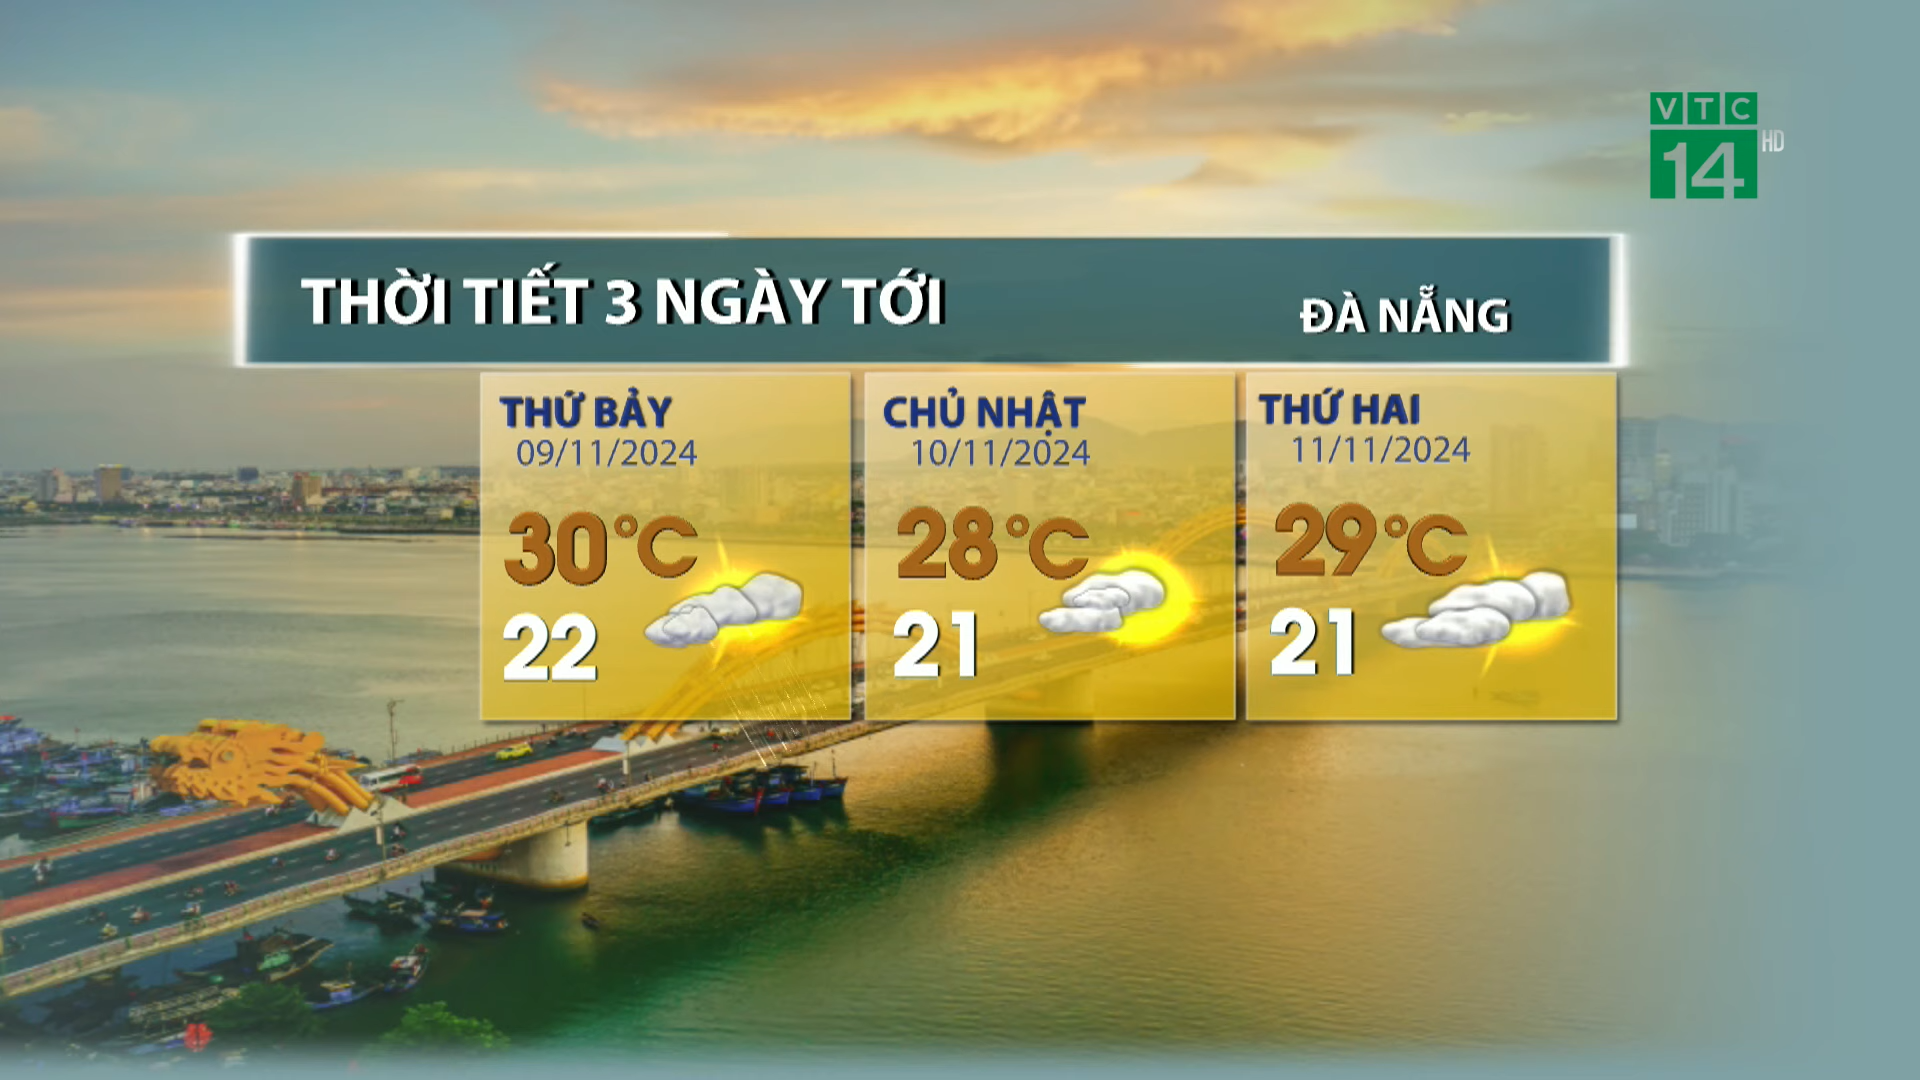 VTC
14 HD
THỜI TIẾT 3 NGÀY TỚI
ĐÀ NẴNG
THỨ BẢY
09/11/2024
30°C
22
CHỦ NHẬT
10/11/2024
28°C
21
THỨ HAI
11/11/2024
29°C
21